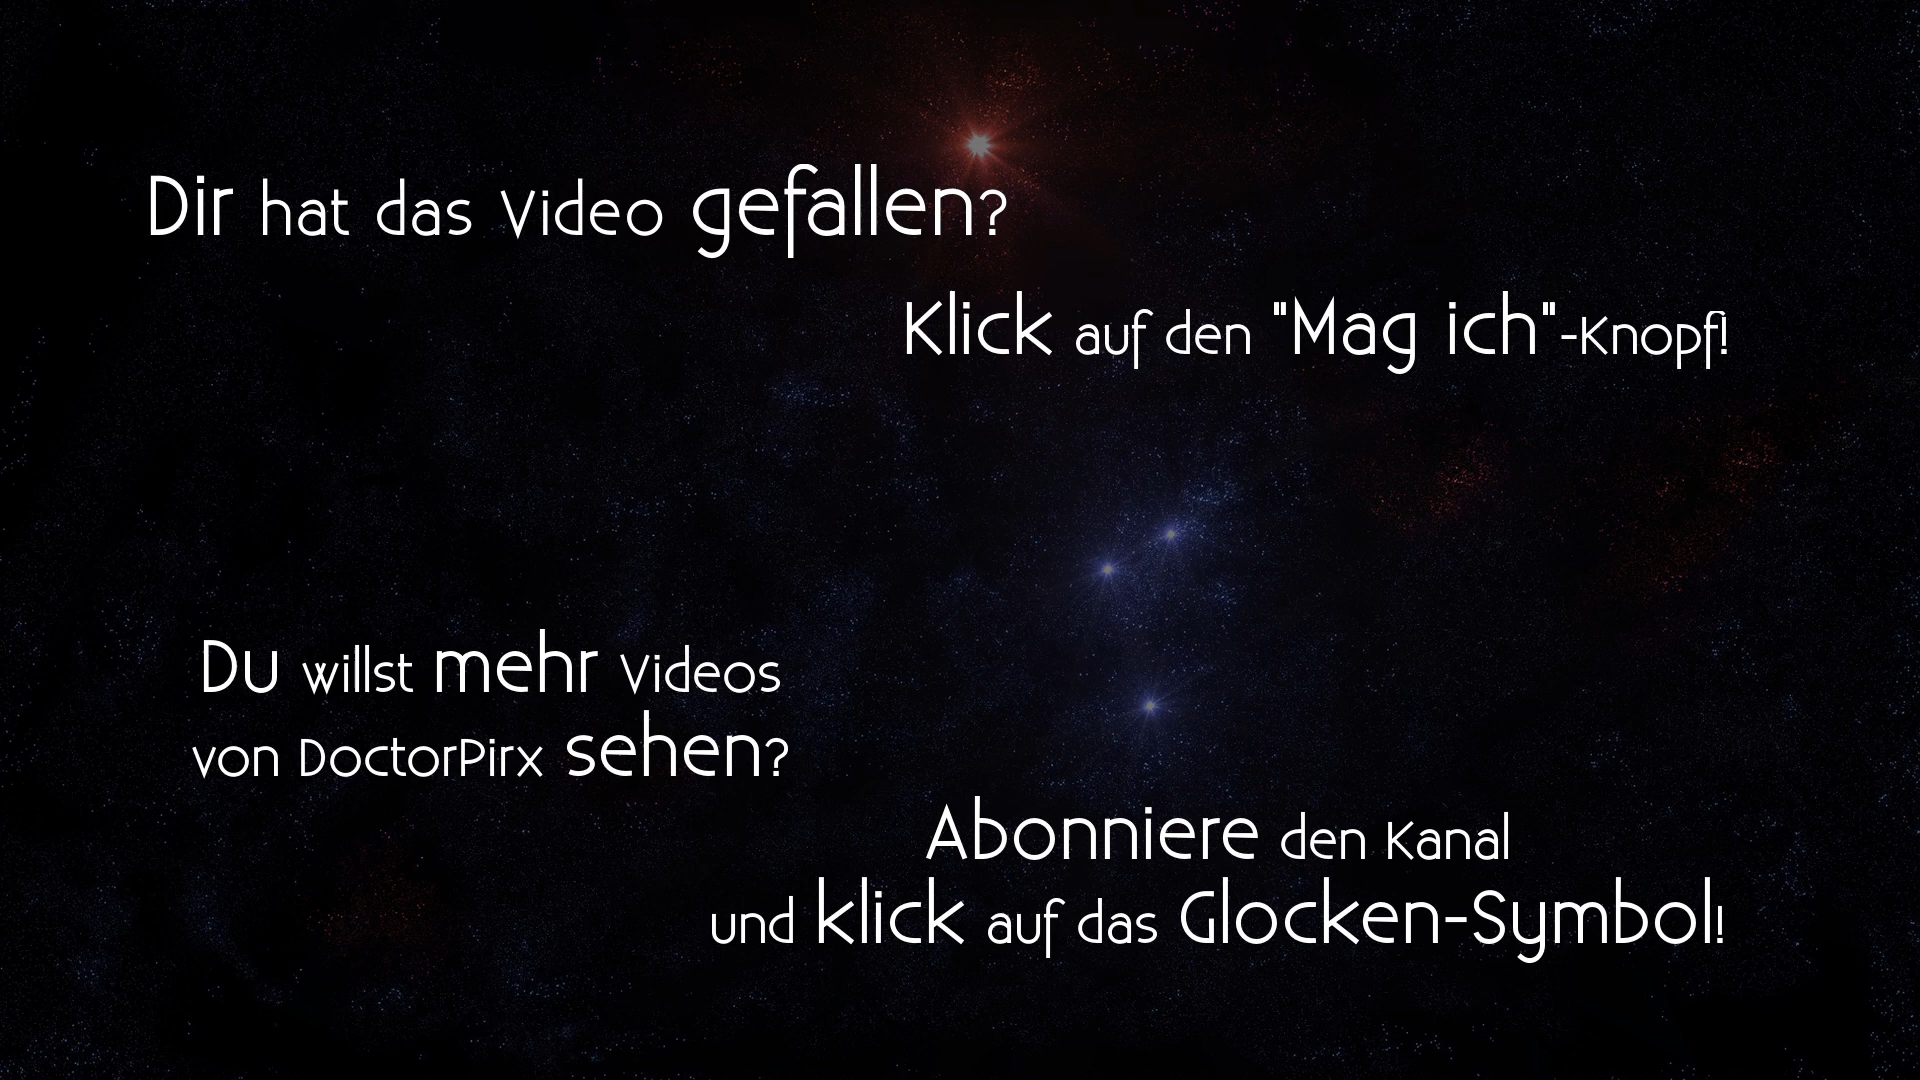 Dir hat das Video gefallen?
Klick auf den "Mag ich"-Knopf!
Du willst mehr Videos
von DoctorPirx sehen?
Abonniere den Kanal
und klick auf das Glocken-Symbol!